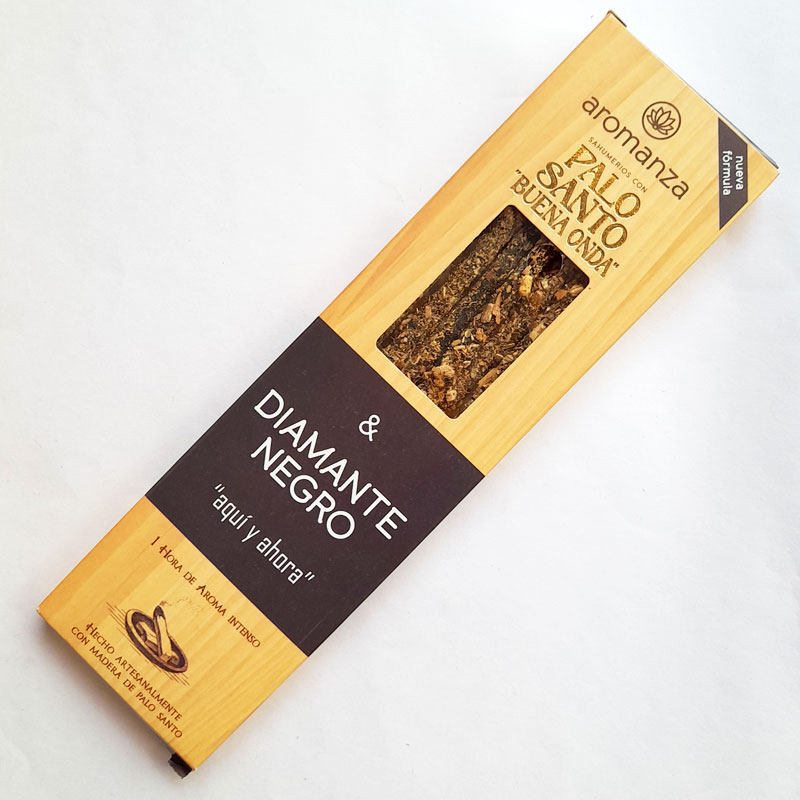 aromanza
SAHUMERIOS CON
PALO
SANTO
"BUENA ONDA"
nueva
fórmula
&
DIAMANTE
NEGRO
"aquí y ahora"
1 HORA DE AROMA INTENSO
HECHO ARTESANALMENTE
CON MADERA DE PALO SANTO